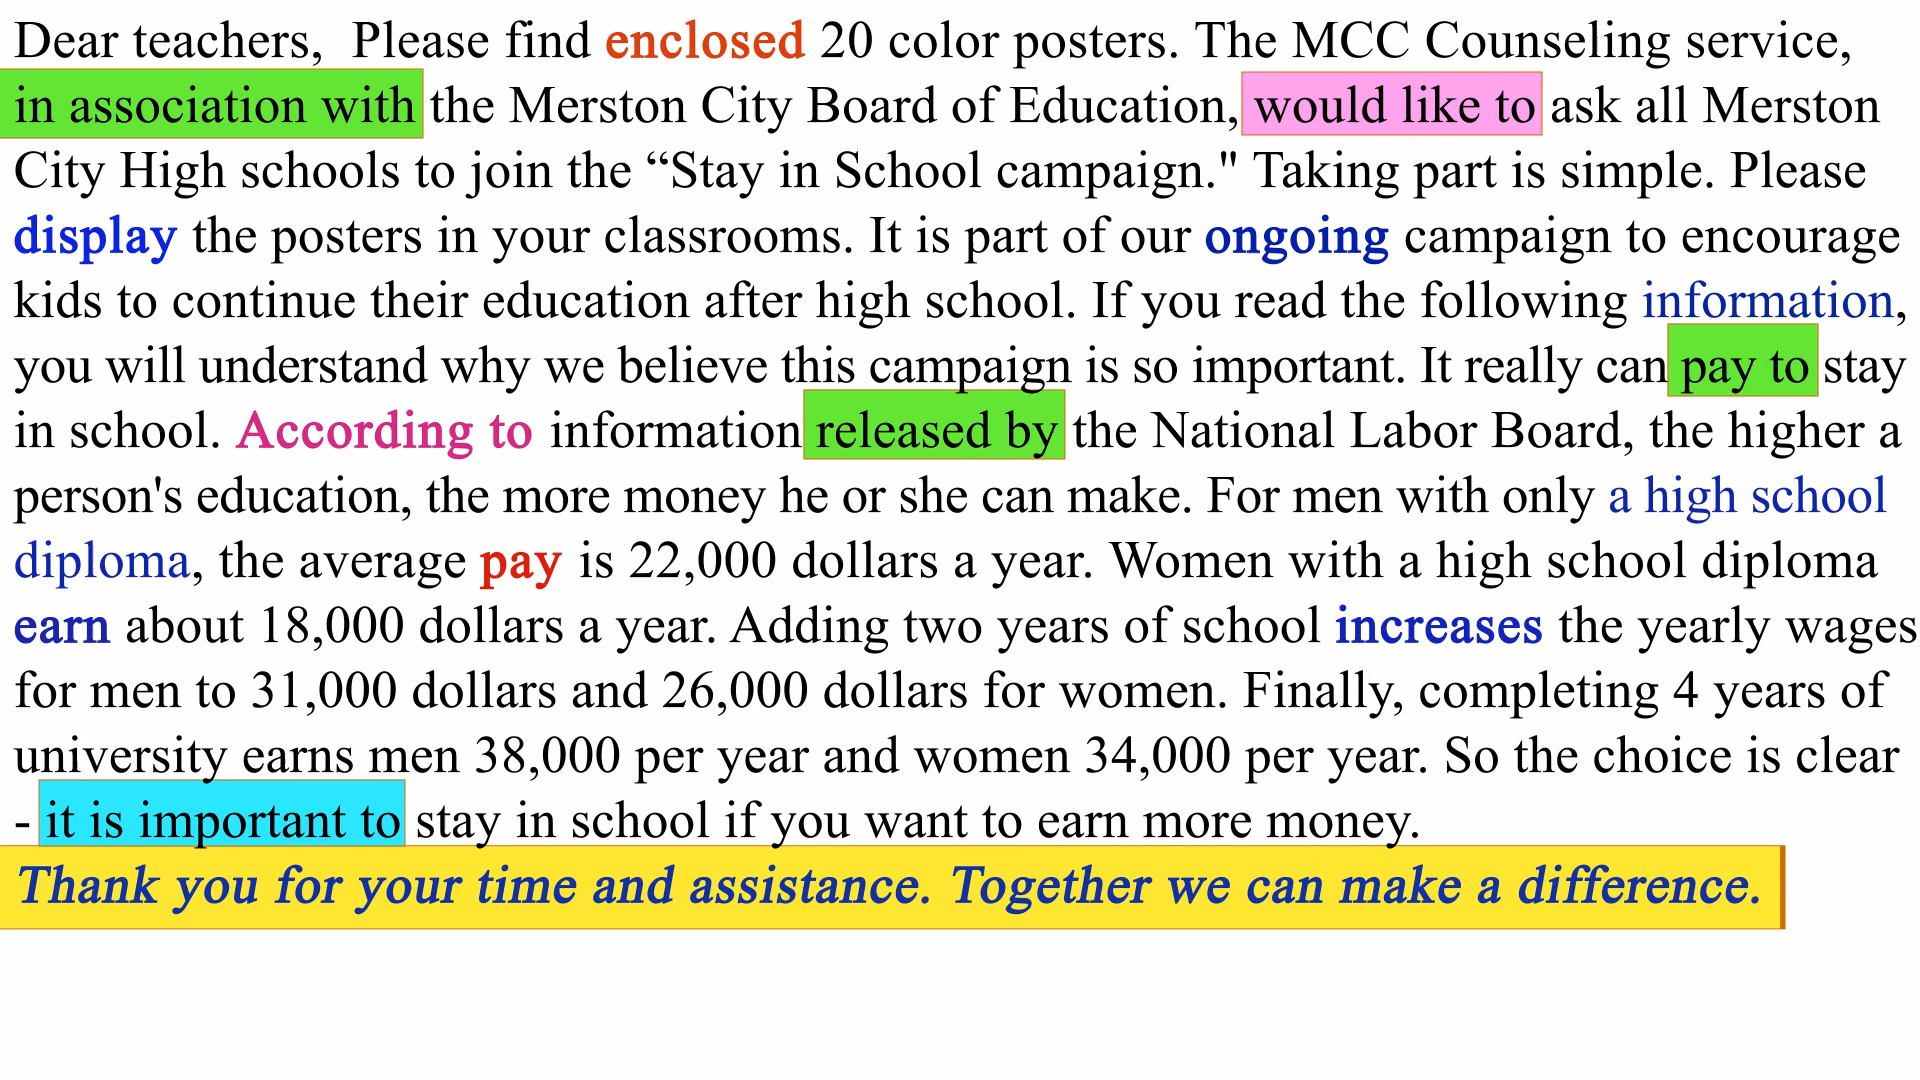 Dear teachers,  Please find enclosed 20 color posters. The MCC Counseling service,
in association with the Merston City Board of Education, would like to ask all Merston
City High schools to join the “Stay in School campaign." Taking part is simple. Please
display the posters in your classrooms. It is part of our ongoing campaign to encourage
kids to continue their education after high school. If you read the following information,
you will understand why we believe this campaign is so important. It really can pay to stay
in school. According to information released by the National Labor Board, the higher a
person's education, the more money he or she can make. For men with only a high school
diploma, the average pay is 22,000 dollars a year. Women with a high school diploma
earn about 18,000 dollars a year. Adding two years of school increases the yearly wages
for men to 31,000 dollars and 26,000 dollars for women. Finally, completing 4 years of
university earns men 38,000 per year and women 34,000 per year. So the choice is clear
- it is important to stay in school if you want to earn more money.
Thank you for your time and assistance. Together we can make a difference.